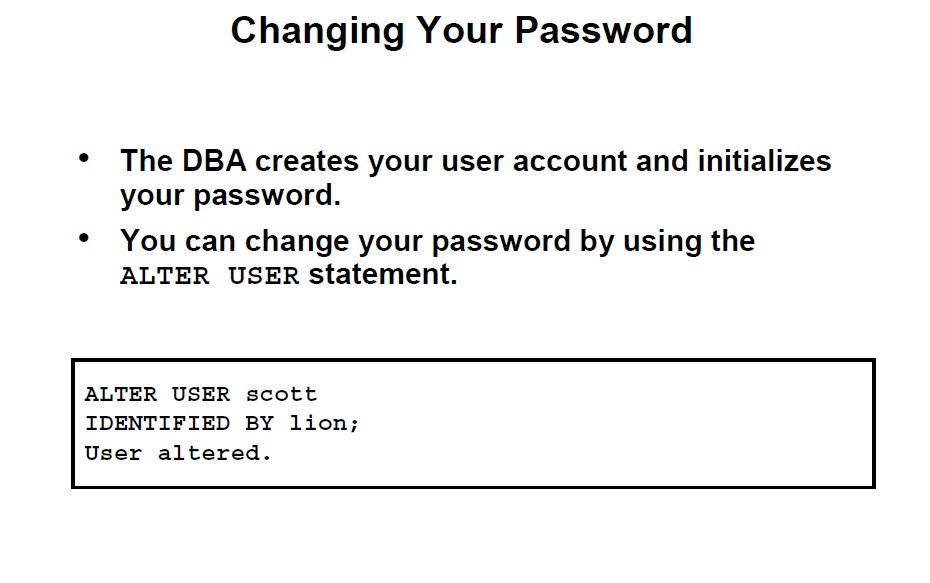 Changing Your Password
• The DBA creates your user account and initializes
your password.
• You can change your password by using the
ALTER USER statement.
ALTER USER scott
IDENTIFIED BY lion;
User altered.